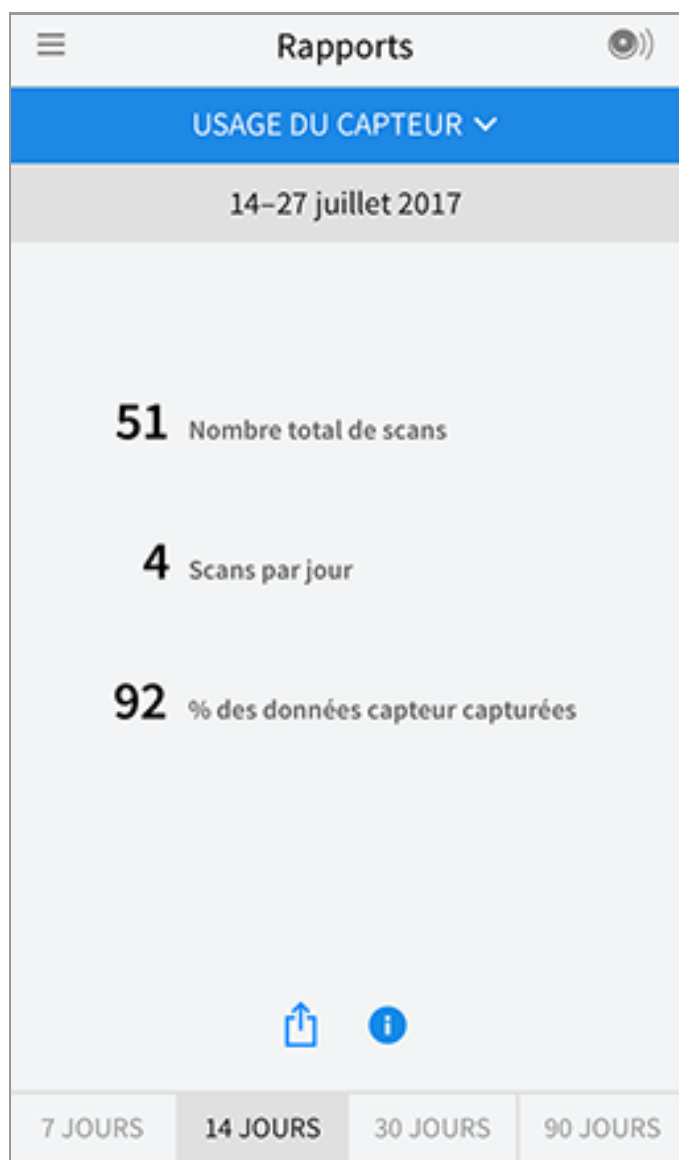 Rapports
USAGE DU CAPTEUR
14–27 juillet 2017
51 Nombre total de scans
4 Scans par jour
92 % des données capteur capturées
7 JOURS 14 JOURS 30 JOURS 90 JOURS